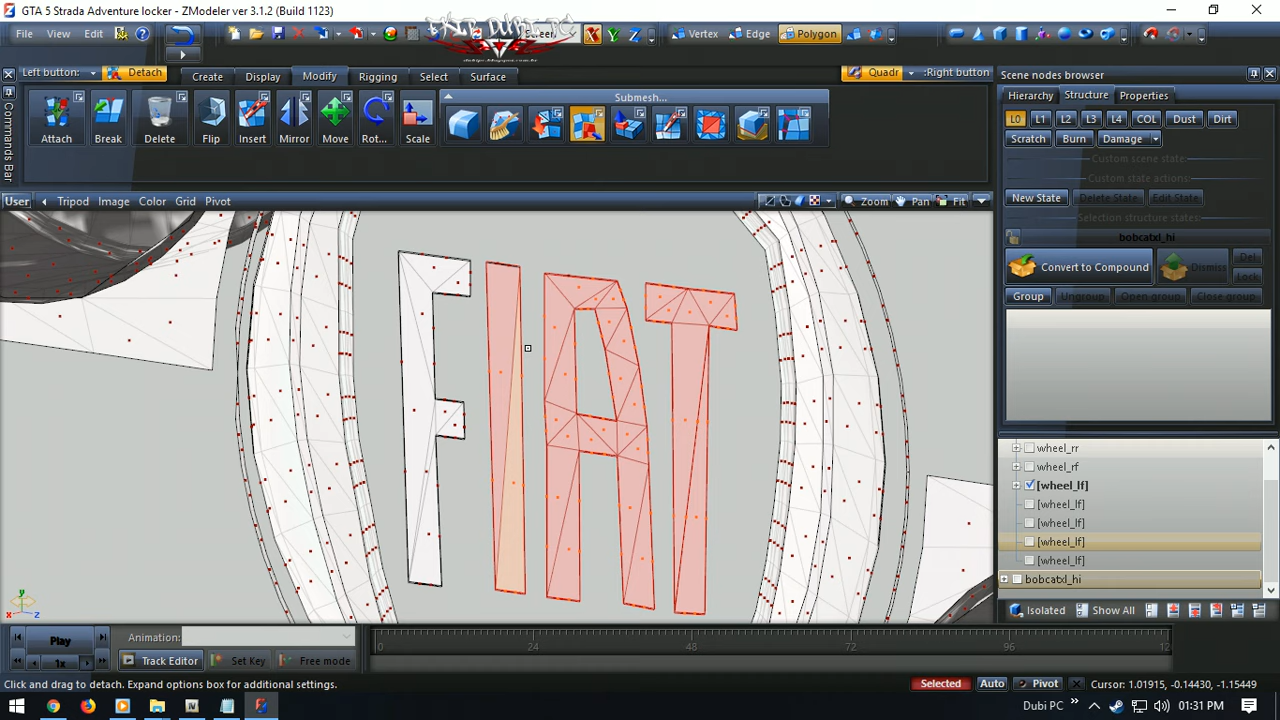 GTA 5 Strada Adventure locker - ZModeler ver 3.1.2 (Build 1123)
File View Edit Screen X Y Z Vertex Edge Polygon
Left button: Detach Create Display Modify Rigging Select Surface Quadr :Right button
Commands Bar
Attach Break Delete Flip Insert Mirror Move Rot... Scale Submesh...
User Tripod Image Color Grid Pivot Zoom Pan Fit
FIAT
Scene nodes browser
Hierarchy Structure Properties
L0 L1 L2 L3 L4 COL Dust Dirt
Scratch Burn Damage
Custom scene state:
Custom state actions:
New State Delete State Edit State
Selection structure states:
bobcatxl_hi
Convert to Compound Dismiss Del
Lock
Group Ungroup Open group Close group
wheel_rr
wheel_rf
[wheel_lf]
[wheel_lf]
[wheel_lf]
[wheel_lf]
[wheel_lf]
bobcatxl_hi
Isolated Show All
Play Animation: 0 24 48 72 96 12
1x Track Editor Set Key Free mode
Click and drag to detach. Expand options box for additional settings. Selected Auto Pivot Cursor: 1.01915, -0.14430, -1.15449
Dubi PC 01:31 PM